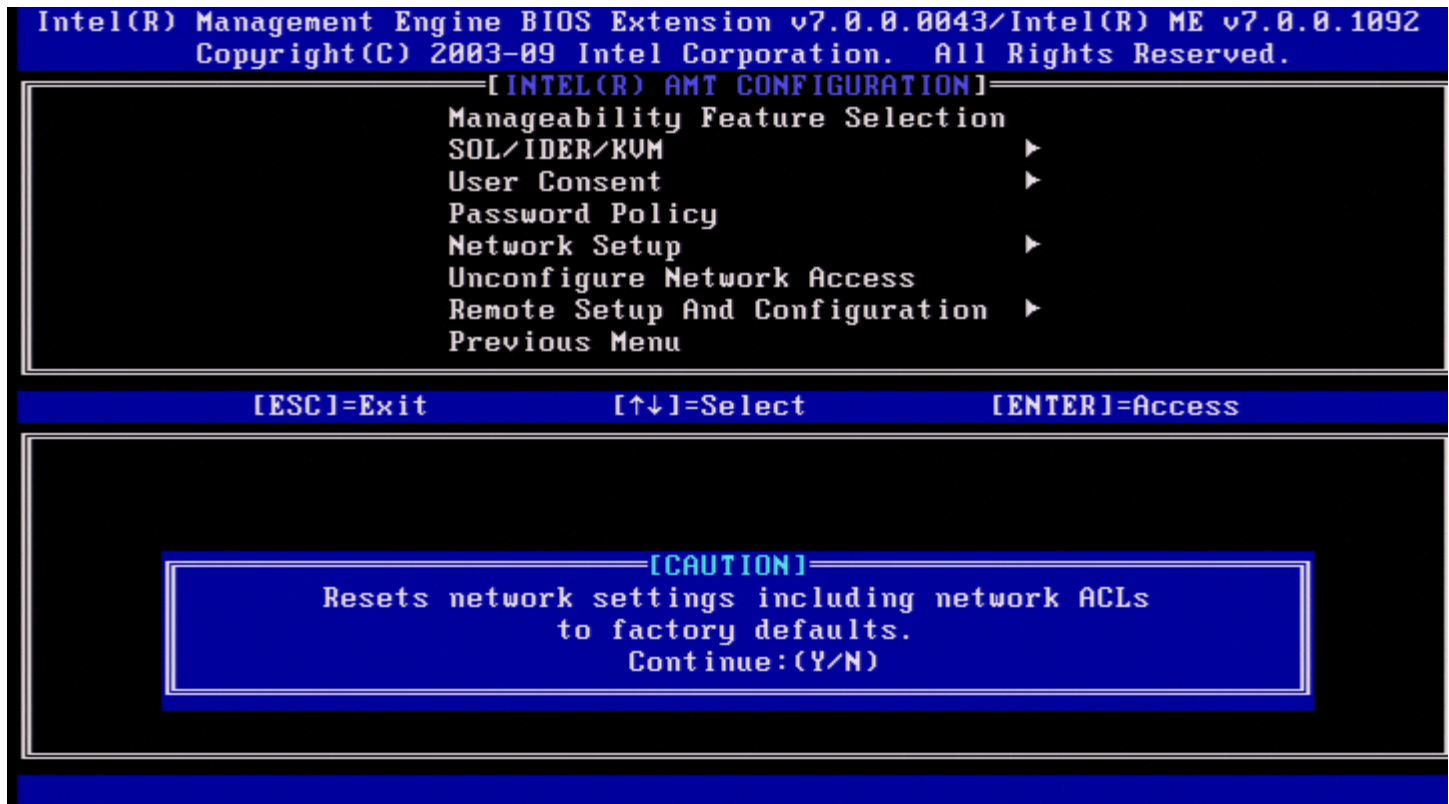 Intel(R) Management Engine BIOS Extension v7.0.0.0043/Intel(R) ME v7.0.0.1092
Copyright(C) 2003-09 Intel Corporation. All Rights Reserved.
[INTEL(R) AMT CONFIGURATION]
Manageability Feature Selection
SOL/IDER/KVM ►
User Consent ►
Password Policy
Network Setup ►
Unconfigure Network Access
Remote Setup And Configuration ►
Previous Menu
[ESC]=Exit [↑↓]=Select [ENTER]=Access
[CAUTION]
Resets network settings including network ACLs
to factory defaults.
Continue:(Y/N)